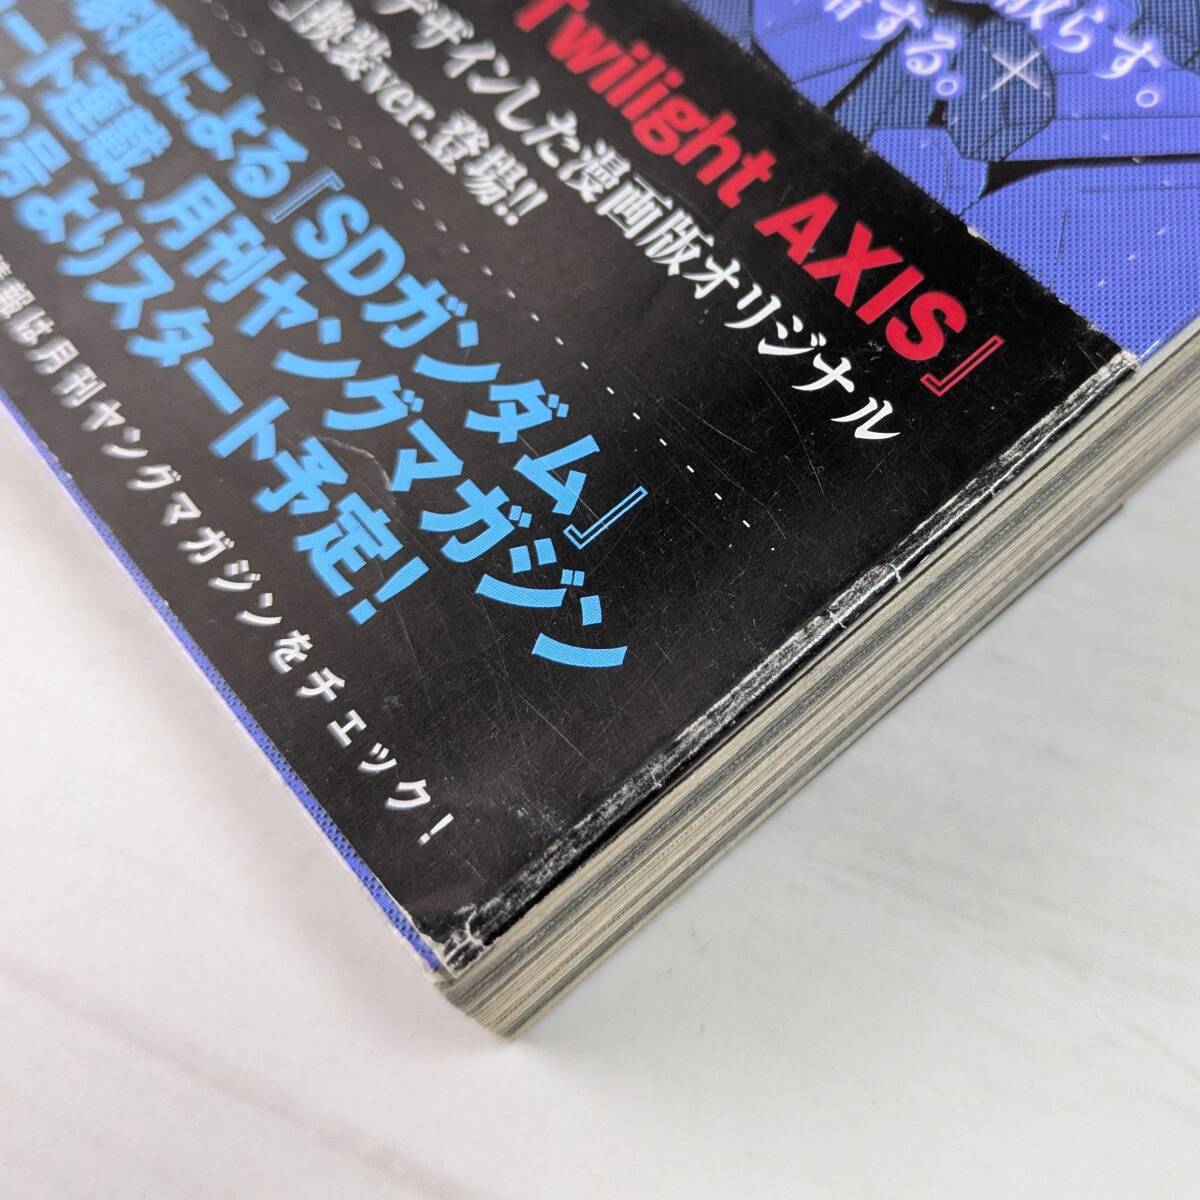 散らす。
×
する。
Twilight AXIS』
デザインした漫画版オリジナル
』換装ver.登場!!
による『SDガンダム』
ート連載、月刊ヤングマガジン
号よりスタート予定!
情報は月刊ヤングマガジンをチェック!